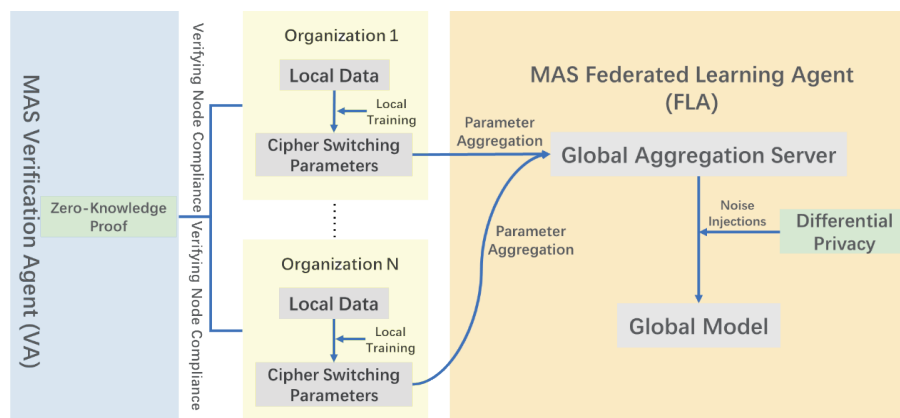 MAS Verification Agent (VA)
Zero-Knowledge
Proof
Verifying Node Compliance
Verifying Node Compliance
Organization 1
Local Data
Local
Training
Cipher Switching
Parameters
Organization N
Local Data
Local
Training
Cipher Switching
Parameters
MAS Federated Learning Agent
(FLA)
Parameter
Aggregation
Parameter
Aggregation
Global Aggregation Server
Noise
Injections
Differential
Privacy
Global Model